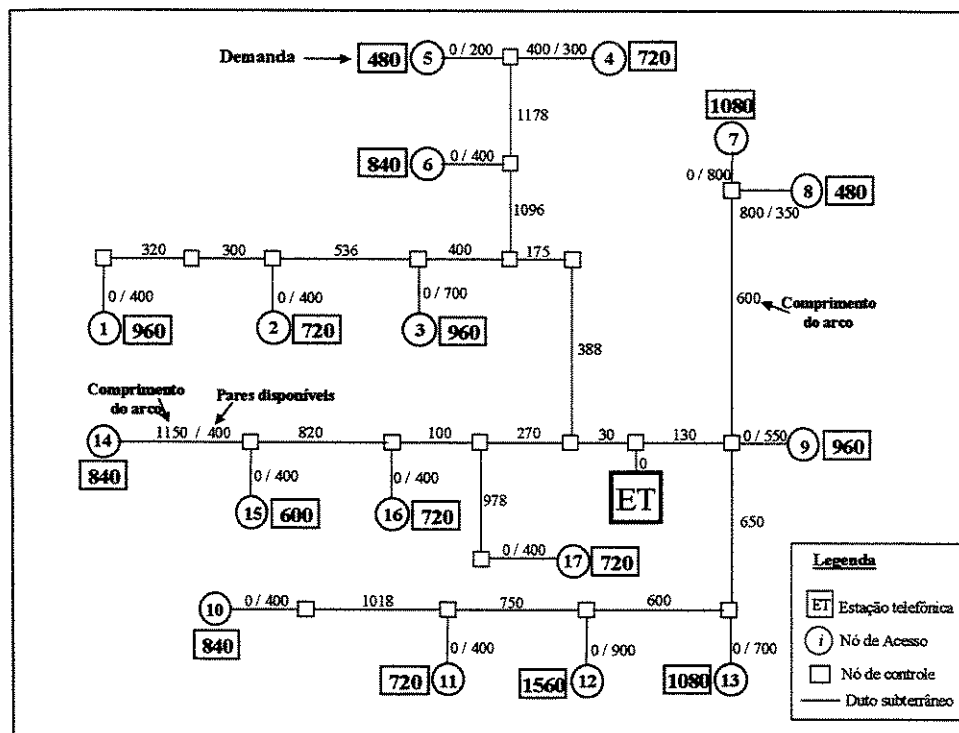 Demanda
480
5
0 / 200
400 / 300
4
720
1178
1080
7
840
6
0 / 400
0 / 800
8
480
800 / 350
1096
320
300
536
400
175
600
Comprimento
do arco
0 / 400
0 / 400
0 / 700
1
960
2
720
3
960
388
Comprimento
do arco
Pares disponíveis
14
1150 / 400
820
100
270
30
130
0 / 550
9
960
840
0
0 / 400
0 / 400
ET
15
600
16
720
978
650
0 / 400
17
720
Legenda
ET Estação telefônica
i Nó de Acesso
Nó de controle
Duto subterrâneo
10
0 / 400
1018
750
600
840
0 / 400
0 / 900
0 / 700
720
11
1560
12
1080
13